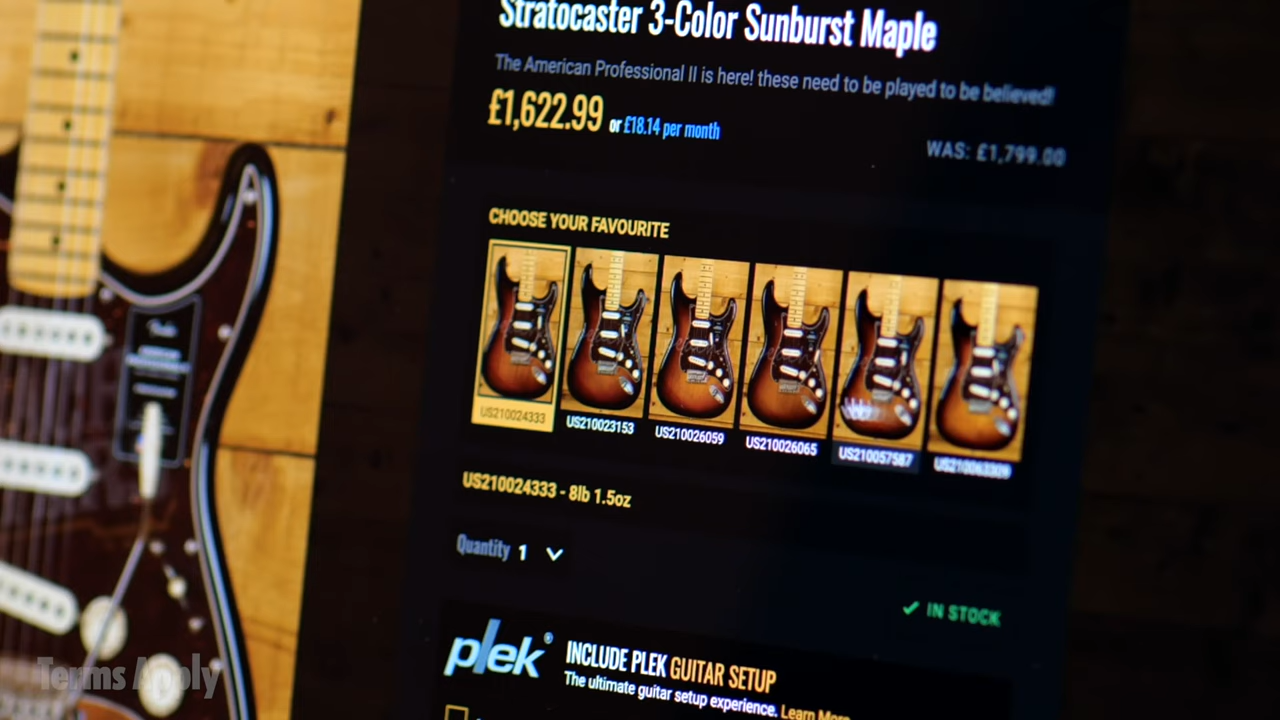 Stratocaster 3-Color Sunburst Maple
The American Professional II is here! these need to be played to be believed!
£1,622.99 or £18.14 per month
WAS: £1,799.00
CHOOSE YOUR FAVOURITE
US210024333
US210023153
US210026059
US210026065
US210057587
US210024333 - 8lb 1.5oz
Quantity 1
IN STOCK
plek®
INCLUDE PLEK GUITAR SETUP
The ultimate guitar setup experience. Learn More
Terms Apply